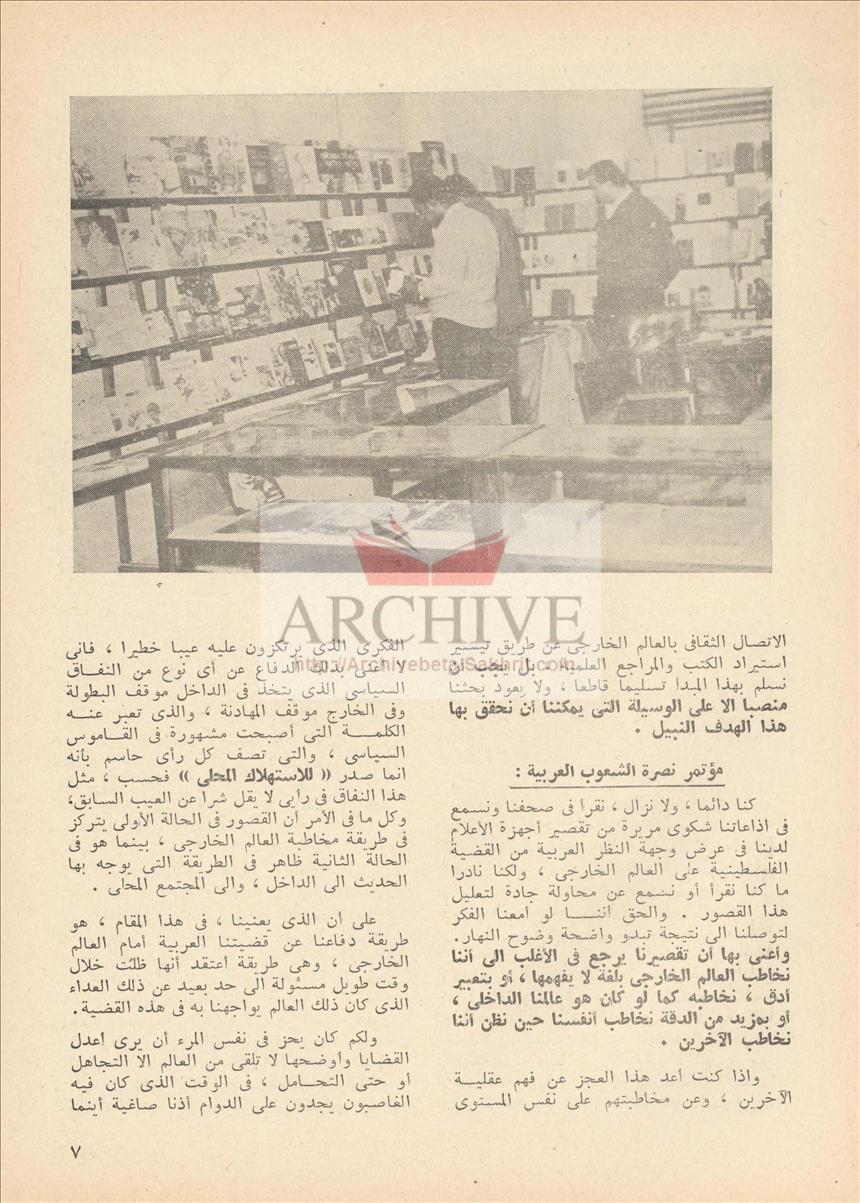 ARCHIVE
http://Archivebeta.Sakhrit.com
الاتصال الثقافى بالعالم الخارجى عن طريق تيسير
استيراد الكتب والمراجع العلمية ، بل يجب أن
نسلم بهذا المبدأ تسليما قاطعا ، ولا يعود بحثنا
منصبا الا على الوسيلة التى يمكننا أن نحقق بها
هذا الهدف النبيل .
مؤتمر نصرة الشعوب العربية :
كنا دائما ، ولا نزال ، نقرأ فى صحفنا ونسمع
فى اذاعاتنا شكوى مريرة من تقصير أجهزة الأعلام
لدينا فى عرض وجهة النظر العربية من القضية
الفلسطينية على العالم الخارجى ، ولكنا نادرا
ما كنا نقرأ أو نسمع عن محاولة جادة لتعليل
هذا القصور . والحق اننـــا لو أمعنا الفكر
لتوصلنا الى نتيجة تبدو واضحة وضوح النهار.
وأعنى بها أن تقصيرنا يرجع فى الأغلب الى أننا
نخاطب العالم الخارجى بلغة لا يفهمها ، أو بتعبير
أدق ، نخاطبه كما لو كان هو عالمنا الداخلى ،
أو بمزيد من الدقة نخاطب أنفسنا حين نظن أننا
نخاطب الآخرين .
واذا كنت أعد هذا العجز عن فهم عقليــة
الآخرين ، وعن مخاطبتهم على نفس المستوى
الفكرى الذى يرتكزون عليه عيبا خطيرا ، فانى
لا أعنى بذلك الدفاع عن أى نوع من النفــاق
السياسى الذى يتخذ فى الداخل موقف البطولة
وفى الخارج موقف المهادنة ، والذى تعبر عنــه
الكلمــــة التى أصبحت مشهورة فى القــاموس
السياسى ، والتى تصف كل رأى حاسم بأنه
انما صدر (( للاستهلاك المحلى )) فحسب ، مثل
هذا النفاق فى رأيى لا يقل شرا عن العيب السابق،
وكل ما فى الأمر أن القصور فى الحالة الأولى يتركز
فى طريقة مخاطبة العالم الخارجى ، بينما هو فى
الحالة الثانية ظاهر فى الطريقة التى يوجه بها
الحديث الى الداخل ، والى المجتمع المحلى .
على أن الذى يعنينا ، فى هذا المقام ، هو
طريقة دفاعنا عن قضيتنا العربية أمام العالم
الخارجى ، وهى طريقة أعتقد أنها ظلت خلال
وقت طويل مسئولة الى حد بعيد عن ذلك العداء
الذى كان ذلك العالم يواجهنا به فى هذه القضية.
ولكم كان يحز فى نفس المرء أن يرى أعدل
القضايا وأوضحها لا تلقى من العالم الا التجاهل
أو حتى التحــامل ، فى الوقت الذى كان فيه
الغاصبون يجدون على الدوام أذنا صاغية أينما
٧